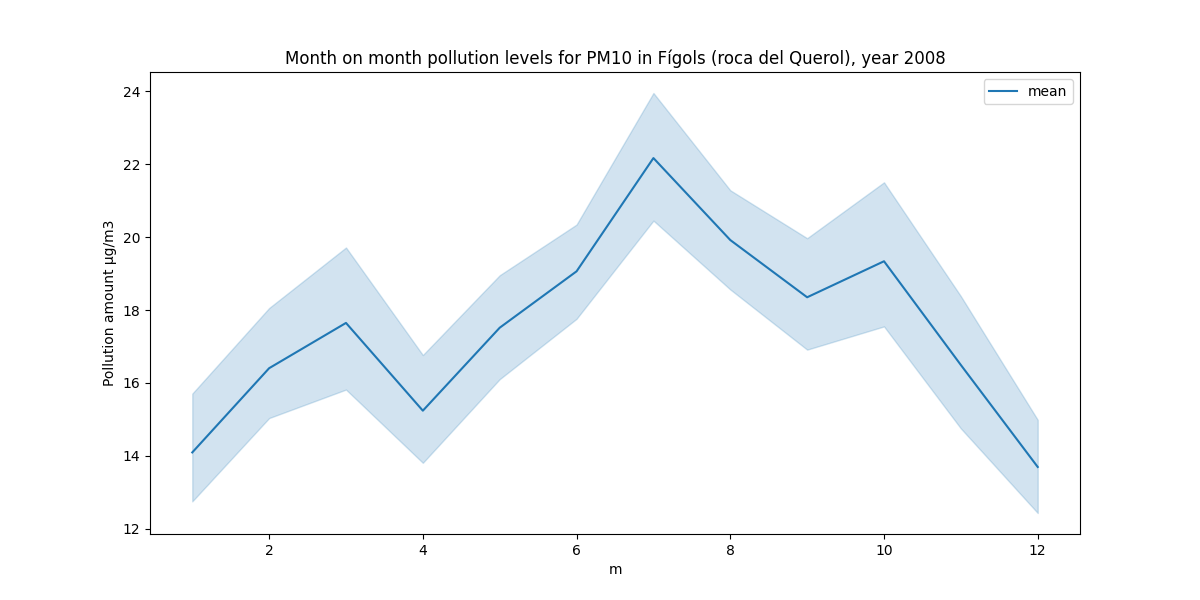 Month on month pollution levels for PM10 in Fígols (roca del Querol), year 2008
mean
Pollution amount µg/m3
24
22
20
18
16
14
12
2 4 6 8 10 12
m